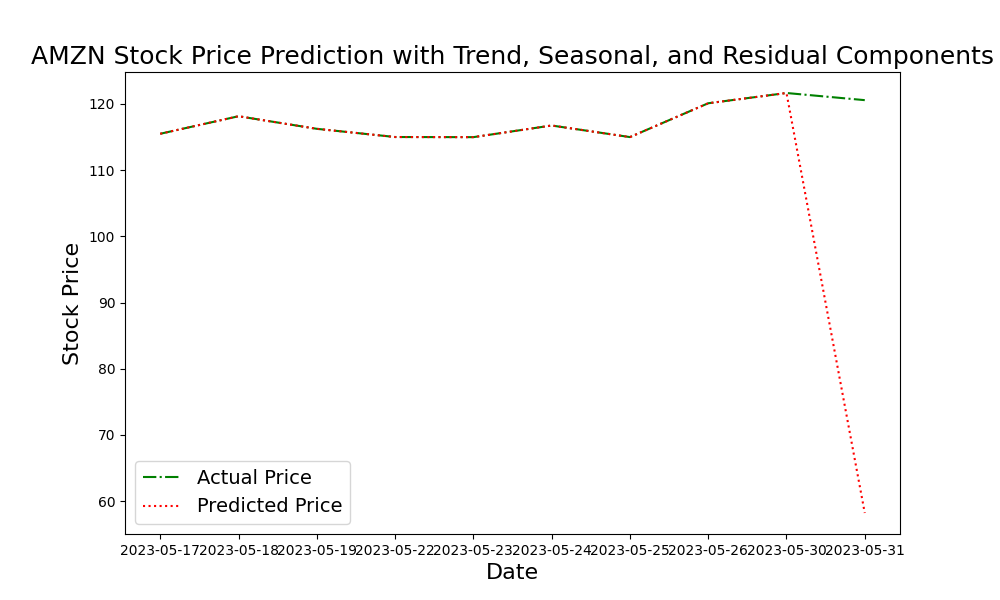 AMZN Stock Price Prediction with Trend, Seasonal, and Residual Components
120
110
100
90
80
70
60
Stock Price
Actual Price
Predicted Price
2023-05-17 2023-05-18 2023-05-19 2023-05-22 2023-05-23 2023-05-24 2023-05-25 2023-05-26 2023-05-30 2023-05-31
Date